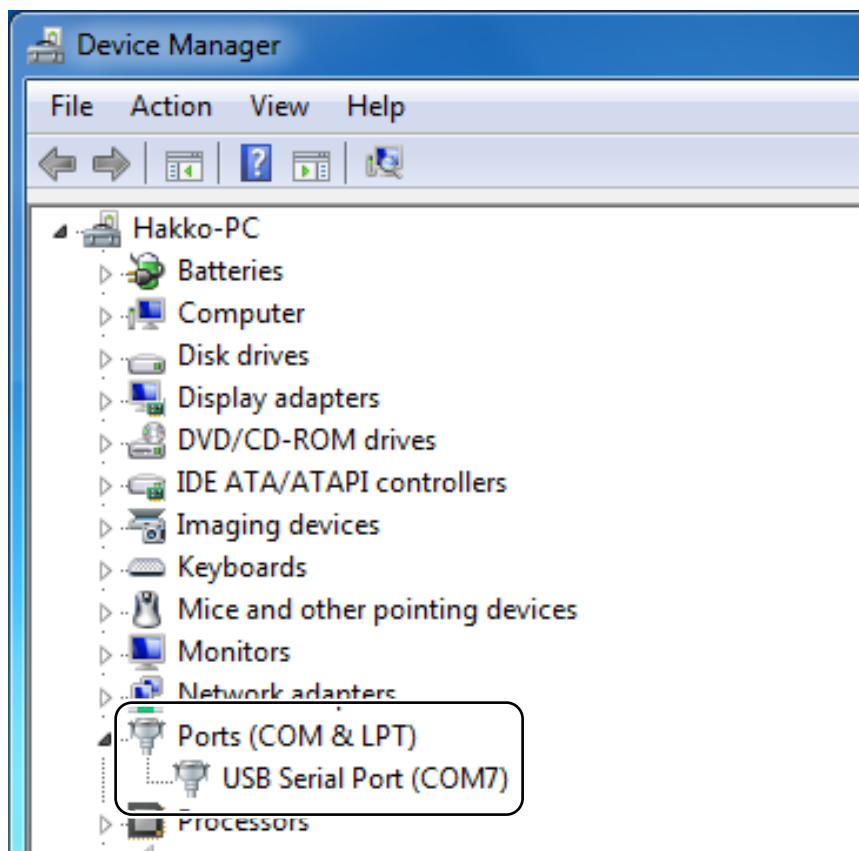 Device Manager
File Action View Help
Hakko-PC
Batteries
Computer
Disk drives
Display adapters
DVD/CD-ROM drives
IDE ATA/ATAPI controllers
Imaging devices
Keyboards
Mice and other pointing devices
Monitors
Network adapters
Ports (COM & LPT)
USB Serial Port (COM7)
Processors